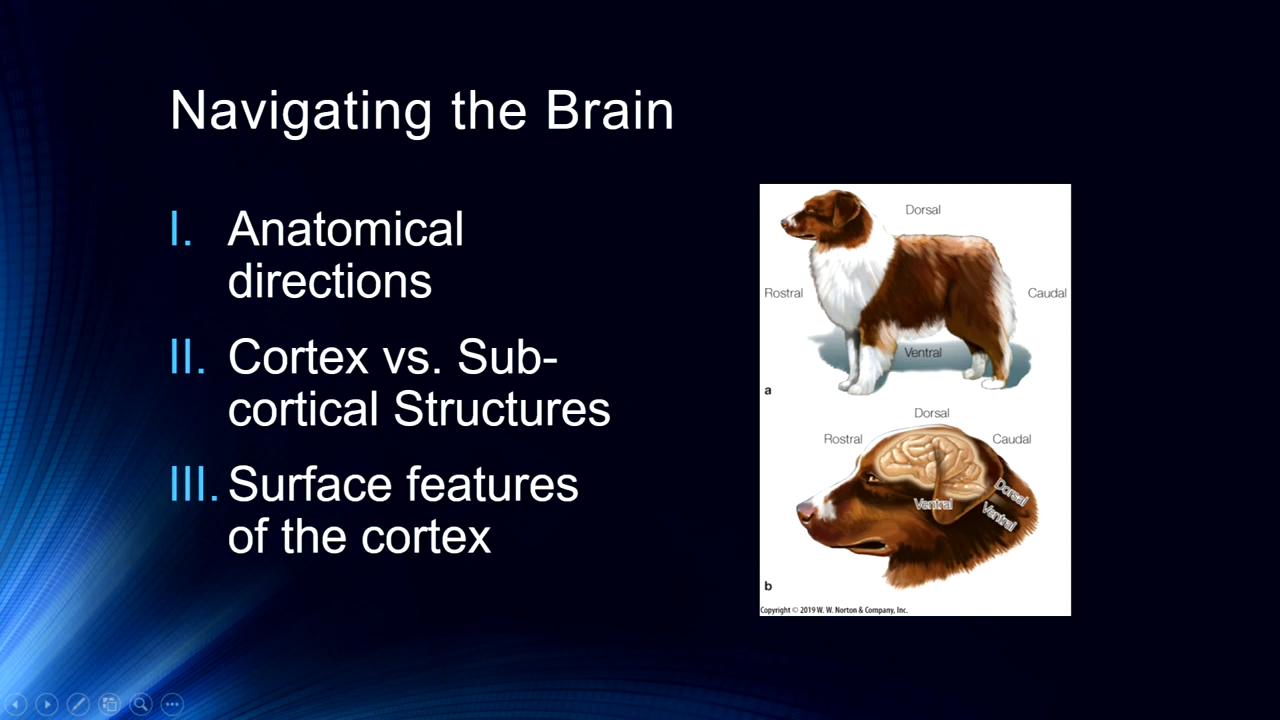 Navigating the Brain
I. Anatomical
directions
II. Cortex vs. Sub-
cortical Structures
III. Surface features
of the cortex
Dorsal
Rostral
Caudal
Ventral
a
Dorsal
Rostral
Caudal
Ventral
Dorsal
Ventral
b
Copyright © 2019 W. W. Norton & Company, Inc.